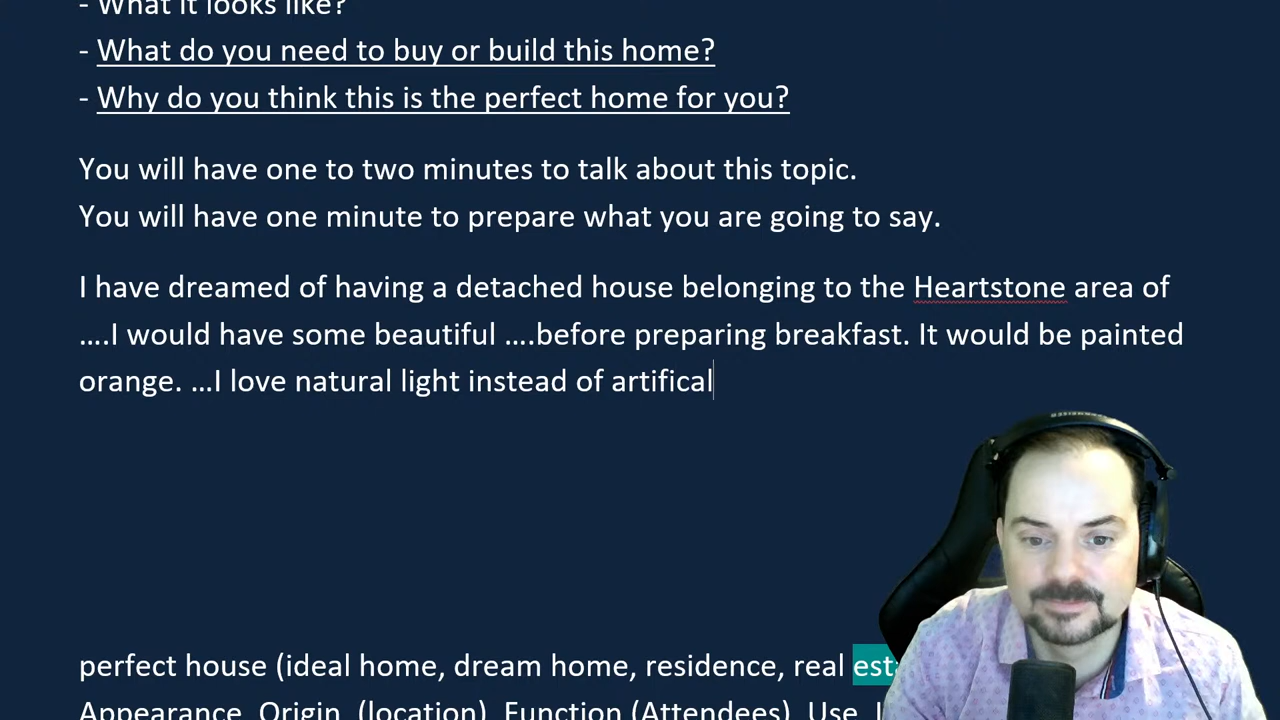 - What it looks like?
- What do you need to buy or build this home?
- Why do you think this is the perfect home for you?
You will have one to two minutes to talk about this topic.
You will have one minute to prepare what you are going to say.
I have dreamed of having a detached house belonging to the Heartstone area of
....I would have some beautiful ....before preparing breakfast. It would be painted
orange. ...I love natural light instead of artifical
perfect house (ideal home, dream home, residence, real
Appearance, Origin, (location), Function (Attendees), Use,